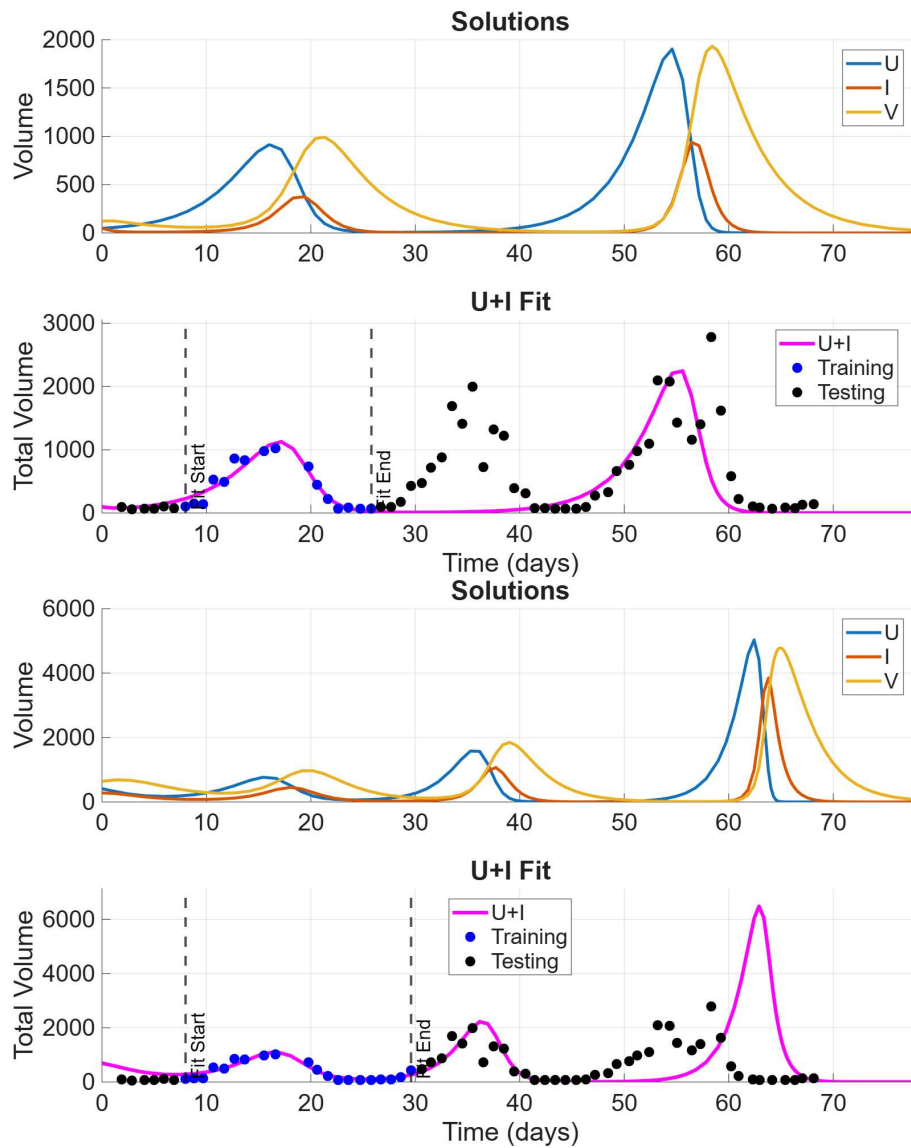 Solutions
2000
1500
1000
500
0
Volume
U
I
V
0 10 20 30 40 50 60 70
U+I Fit
3000
2000
1000
0
Total Volume
Fit Start
Fit End
U+I
Training
Testing
0 10 20 30 40 50 60 70
Time (days)
Solutions
6000
4000
2000
0
Volume
U
I
V
0 10 20 30 40 50 60 70
U+I Fit
6000
4000
2000
0
Total Volume
Fit Start
Fit End
U+I
Training
Testing
0 10 20 30 40 50 60 70
Time (days)